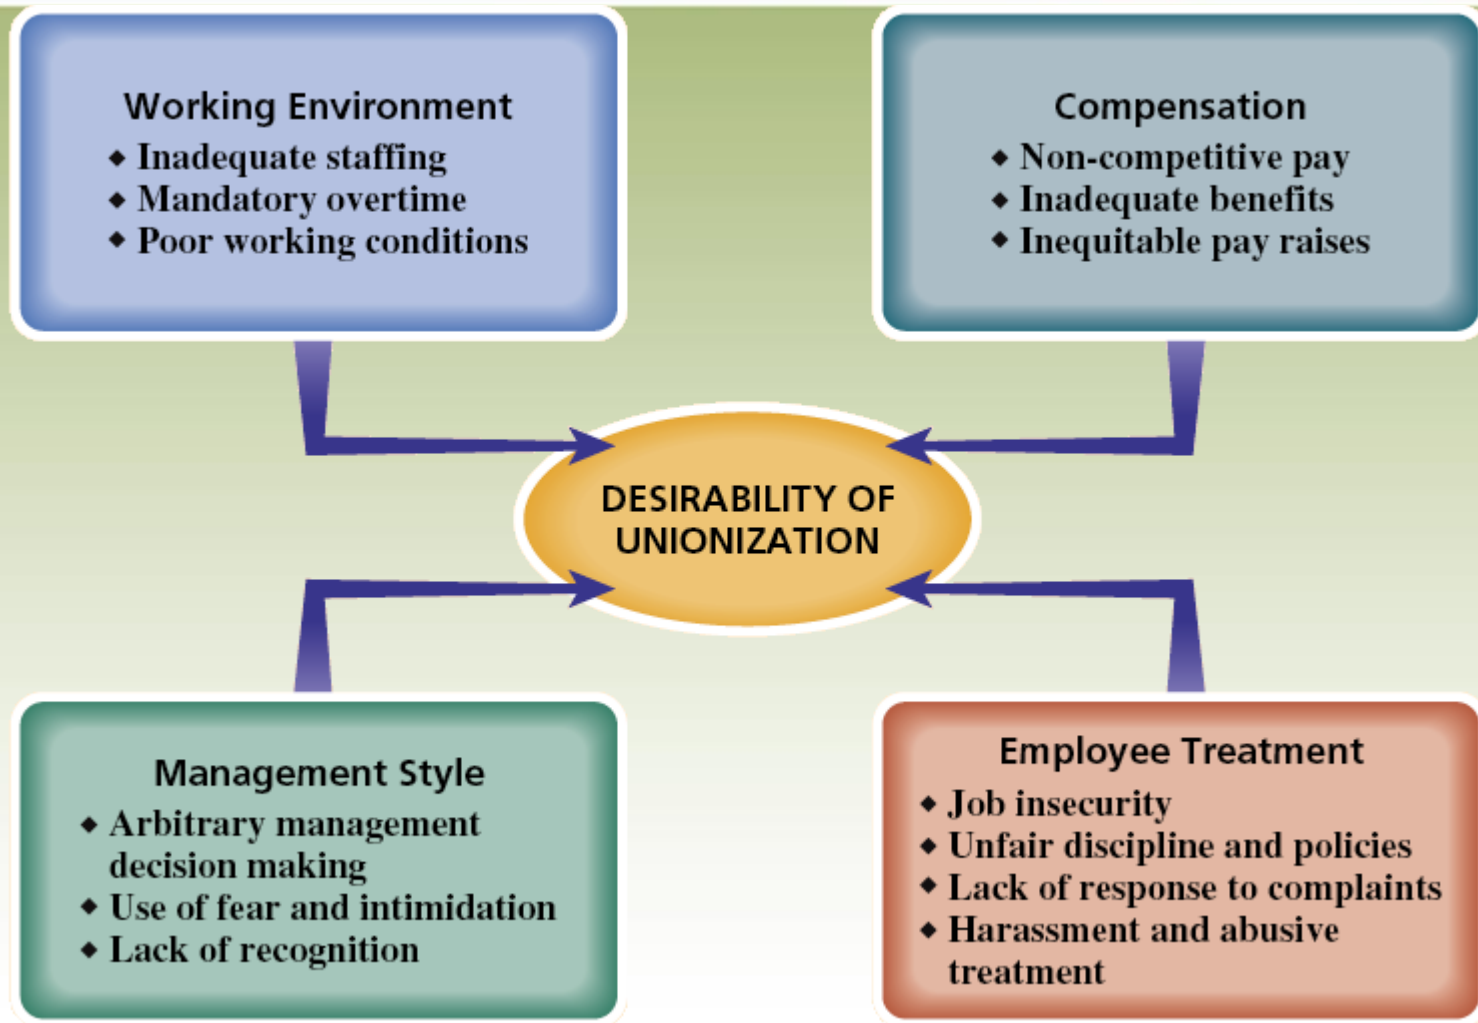 Working Environment
◆ Inadequate staffing
◆ Mandatory overtime
◆ Poor working conditions
Compensation
◆ Non-competitive pay
◆ Inadequate benefits
◆ Inequitable pay raises
DESIRABILITY OF
UNIONIZATION
Management Style
◆ Arbitrary management
decision making
◆ Use of fear and intimidation
◆ Lack of recognition
Employee Treatment
◆ Job insecurity
◆ Unfair discipline and policies
◆ Lack of response to complaints
◆ Harassment and abusive
treatment